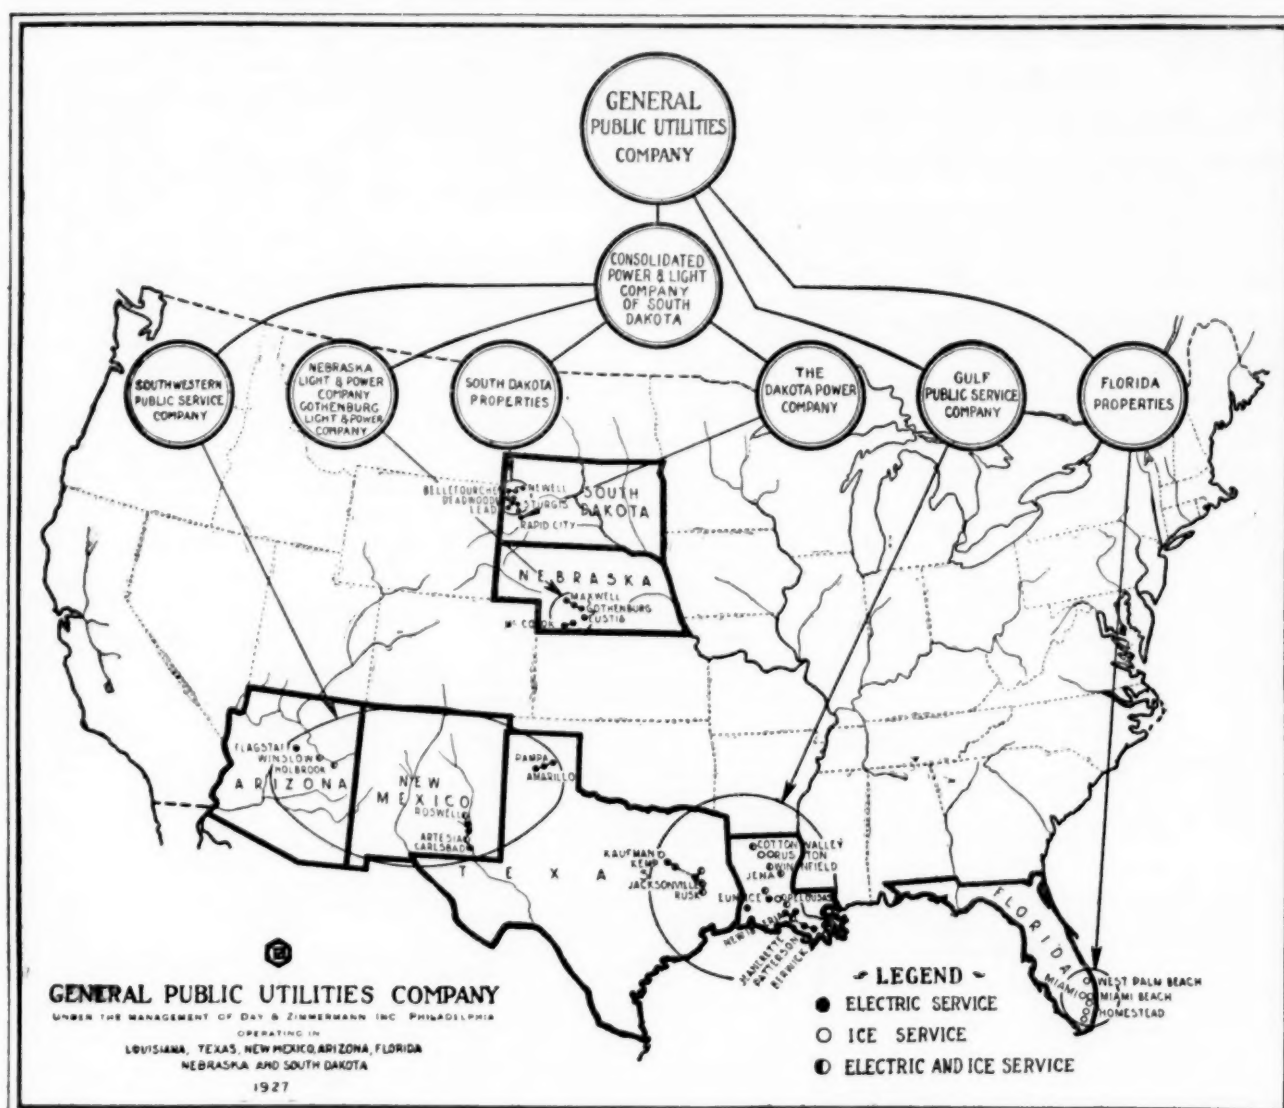 GENERAL
PUBLIC UTILITIES
COMPANY
CONSOLIDATED
POWER & LIGHT
COMPANY
OF SOUTH
DAKOTA
SOUTHWESTERN
PUBLIC SERVICE
COMPANY
NEBRASKA
LIGHT & POWER
COMPANY
GOTHENBURG
LIGHT & POWER
COMPANY
SOUTH DAKOTA
PROPERTIES
THE
DAKOTA POWER
COMPANY
GULF
PUBLIC SERVICE
COMPANY
FLORIDA
PROPERTIES
BELLEFOURCHE
DEADWOOD
LEAD
NEWELL
STURGIS
RAPID CITY
SOUTH
DAKOTA
NEBRASKA
MAXWELL
GOTHENBURG
EUSTIS
Mc COOK
FLAGSTAFF
WINSLOW
HOLBROOK
ARIZONA
NEW
MEXICO
ROSWELL
ARTESIA
CARLSBAD
PAMPA
AMARILLO
TEXAS
KAUFMAN
KEMP
JACKSONVILLE
RUSK
COTTON VALLEY
RUSTON
WINNFIELD
JENA
EUNICE
OPELOUSAS
NEW IBERIA
JEANERETTE
PATTERSON
BERWICK
FLORIDA
MIAMI
WEST PALM BEACH
MIAMI BEACH
HOMESTEAD
~ LEGEND ~
ELECTRIC SERVICE
ICE SERVICE
ELECTRIC AND ICE SERVICE
GENERAL PUBLIC UTILITIES COMPANY
UNDER THE MANAGEMENT OF DAY & ZIMMERMANN INC PHILADELPHIA
OPERATING IN
LOUISIANA, TEXAS, NEW MEXICO, ARIZONA, FLORIDA
NEBRASKA AND SOUTH DAKOTA
1927